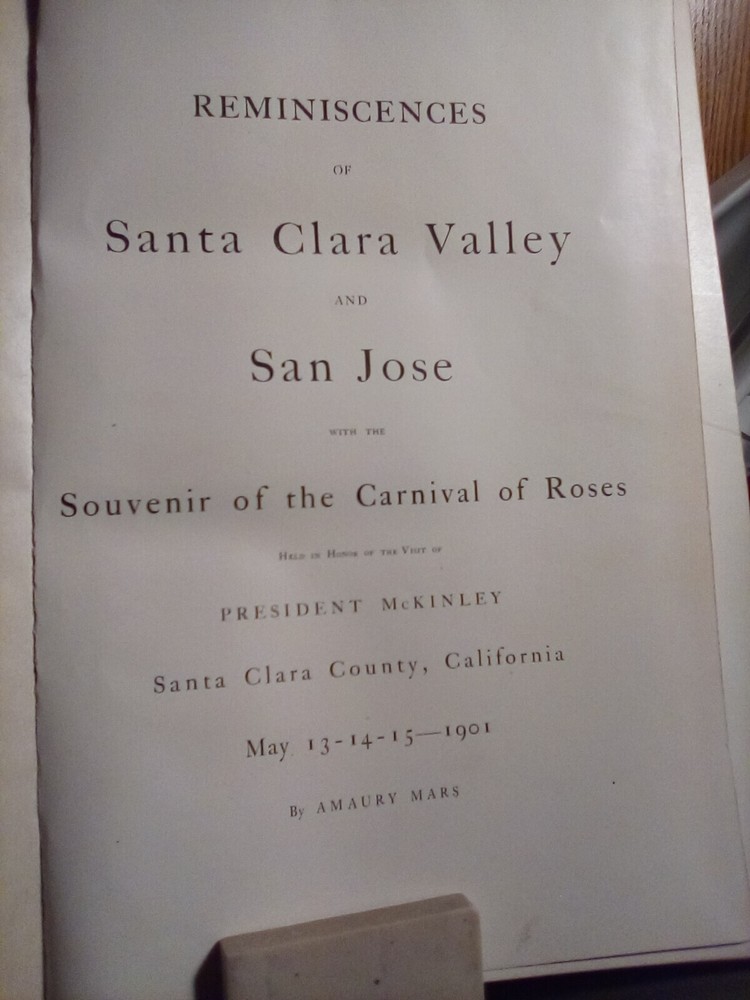 REMINISCENCES
OF
Santa Clara Valley
AND
San Jose
WITH THE
Souvenir of the Carnival of Roses
Held in Honor of the Visit of
PRESIDENT McKINLEY
Santa Clara County, California
May 13-14-15—1901
By AMAURY MARS